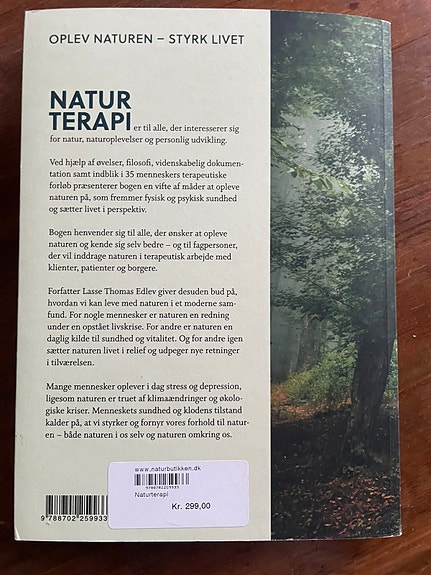 OPLEV NATUREN – STYRK LIVET
NATUR
TERAPI er til alle, der interesserer sig
for natur, naturoplevelser og personlig udvikling.
Ved hjælp af øvelser, filosofi, videnskabelig dokumen-
tation samt indblik i 35 menneskers terapeutiske
forløb præsenterer bogen en vifte af måder at opleve
naturen på, som fremmer fysisk og psykisk sundhed
og sætter livet i perspektiv.
Bogen henvender sig til alle, der ønsker at opleve
naturen og kende sig selv bedre – og til fagpersoner,
der vil inddrage naturen i terapeutisk arbejde med
klienter, patienter og borgere.
Forfatter Lasse Thomas Edlev giver desuden bud på,
hvordan vi kan leve med naturen i et moderne sam-
fund. For nogle mennesker er naturen en redning
under en opstået livskrise. For andre er naturen en
daglig kilde til sundhed og vitalitet. Og for andre igen
sætter naturen livet i relief og udpeger nye retninger
i tilværelsen.
Mange mennesker oplever i dag stress og depression,
ligesom naturen er truet af klimaændringer og økolo-
giske kriser. Menneskets sundhed og klodens tilstand
kalder på, at vi styrker og fornyr vores forhold til natur-
en – både naturen i os selv og naturen omkring os.
www.naturbutikken.dk
9788702259933
Naturterapi
Kr. 299,00
9 788702 259933